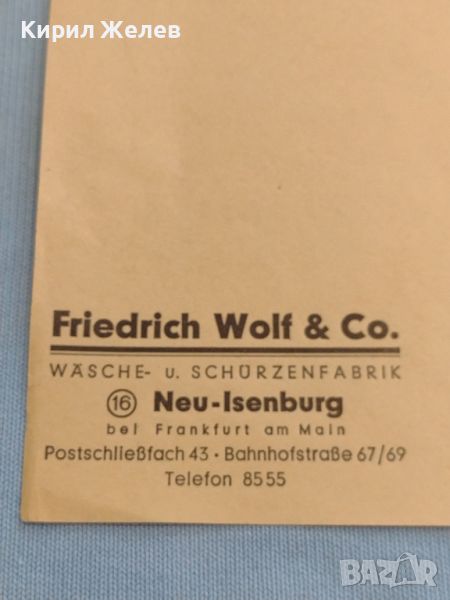 Кирил Желев
Friedrich Wolf & Co.
WÄSCHE- u. SCHÜRZENFABRIK
16 Neu-Isenburg
bei Frankfurt am Main
Postschließfach 43 · Bahnhofstraße 67/69
Telefon 8555
BAZAR